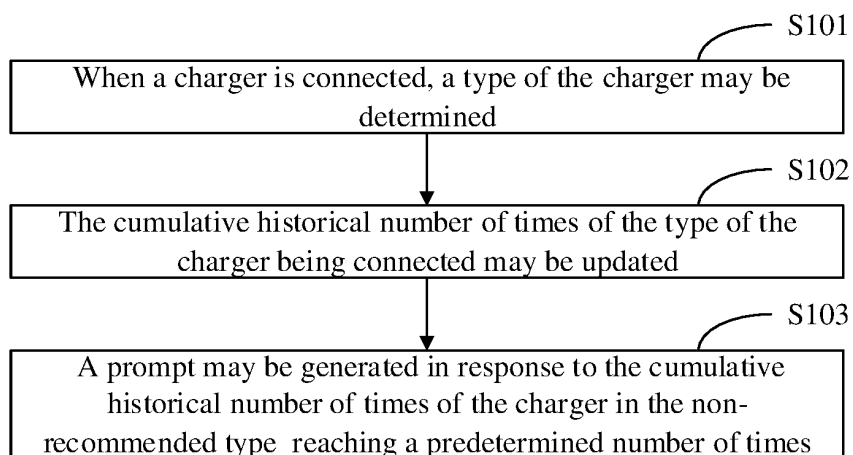 S101
When a charger is connected, a type of the charger may be
determined
S102
The cumulative historical number of times of the type of the
charger being connected may be updated
S103
A prompt may be generated in response to the cumulative
historical number of times of the charger in the non-
recommended type reaching a predetermined number of times